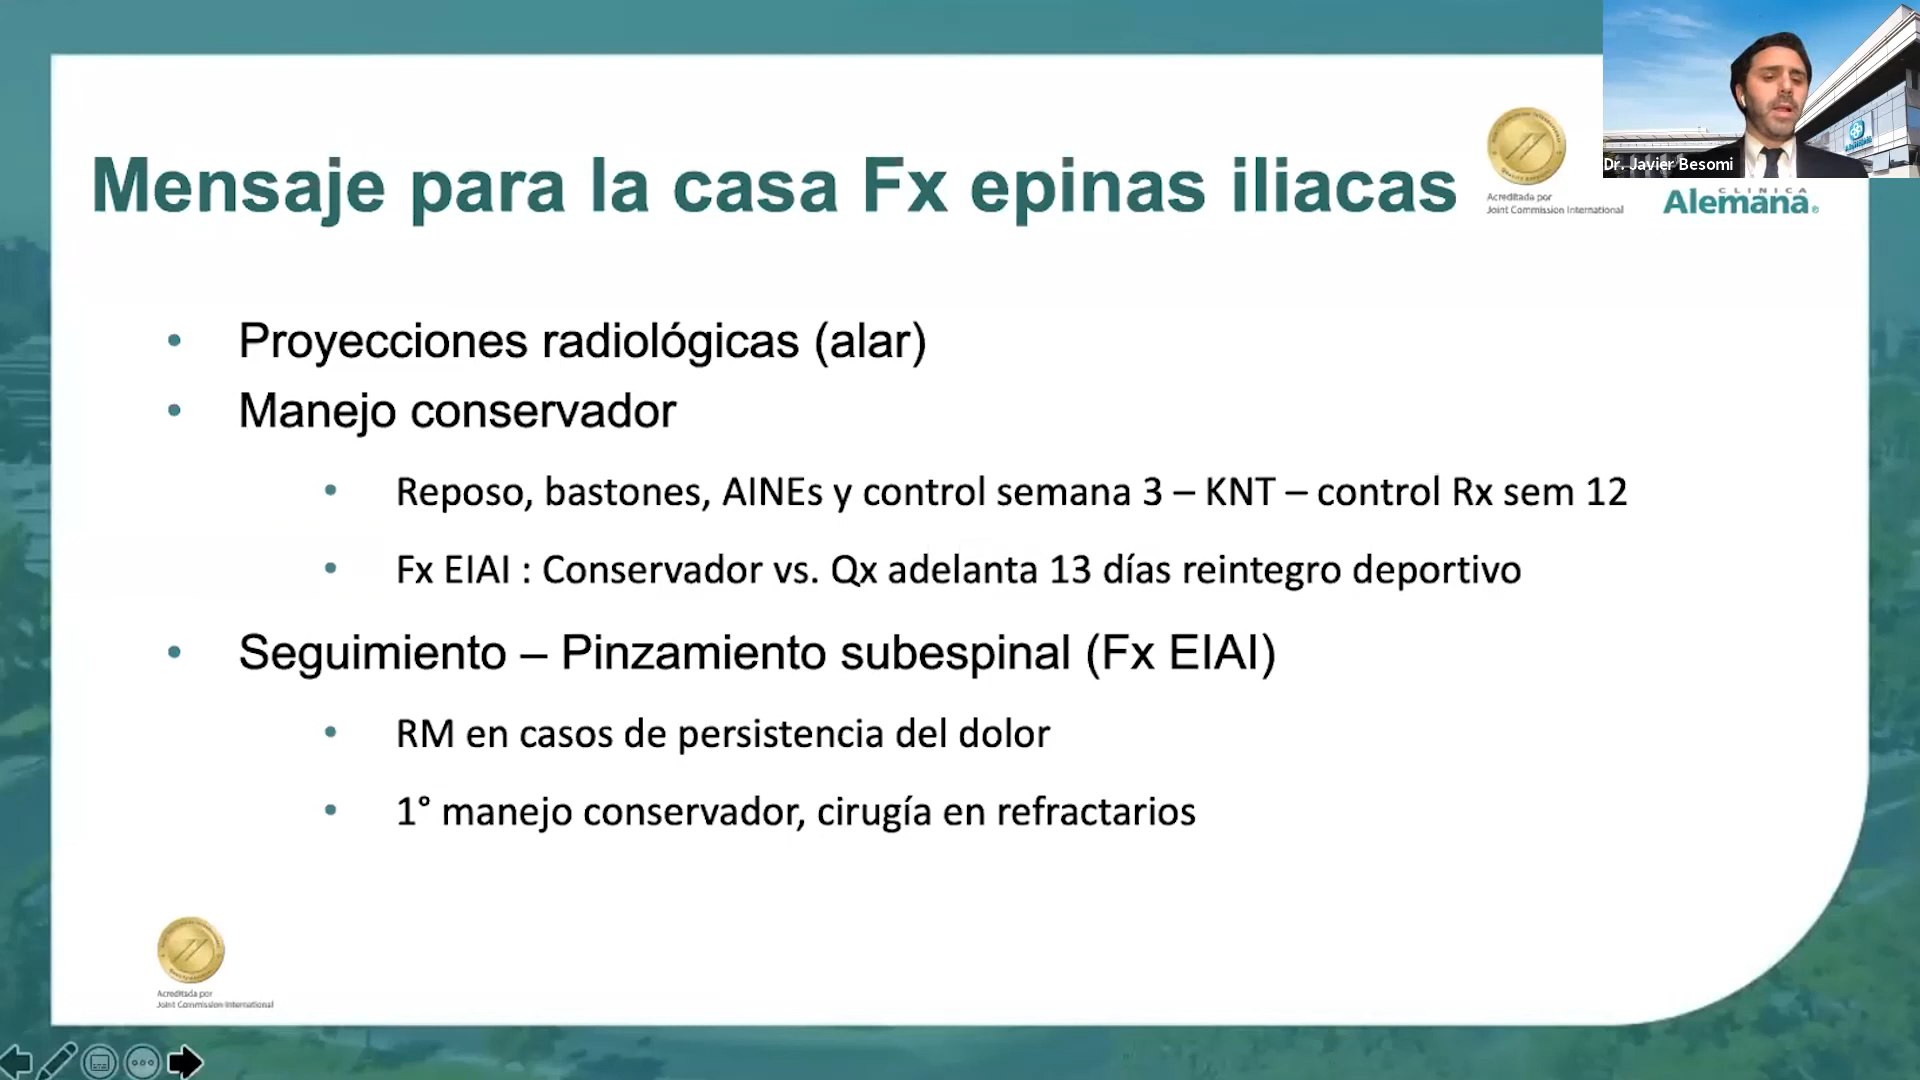 Mensaje para la casa Fx epinas iliacas
Acreditada por
Joint Commission International
CLINICA
Alemana
Dr. Javier Besomi
Proyecciones radiológicas (alar)
Manejo conservador
Reposo, bastones, AINEs y control semana 3 – KNT – control Rx sem 12
Fx EIAI : Conservador vs. Qx adelanta 13 días reintegro deportivo
Seguimiento – Pinzamiento subespinal (Fx EIAI)
RM en casos de persistencia del dolor
1° manejo conservador, cirugía en refractarios
Acreditada por
Joint Commission International